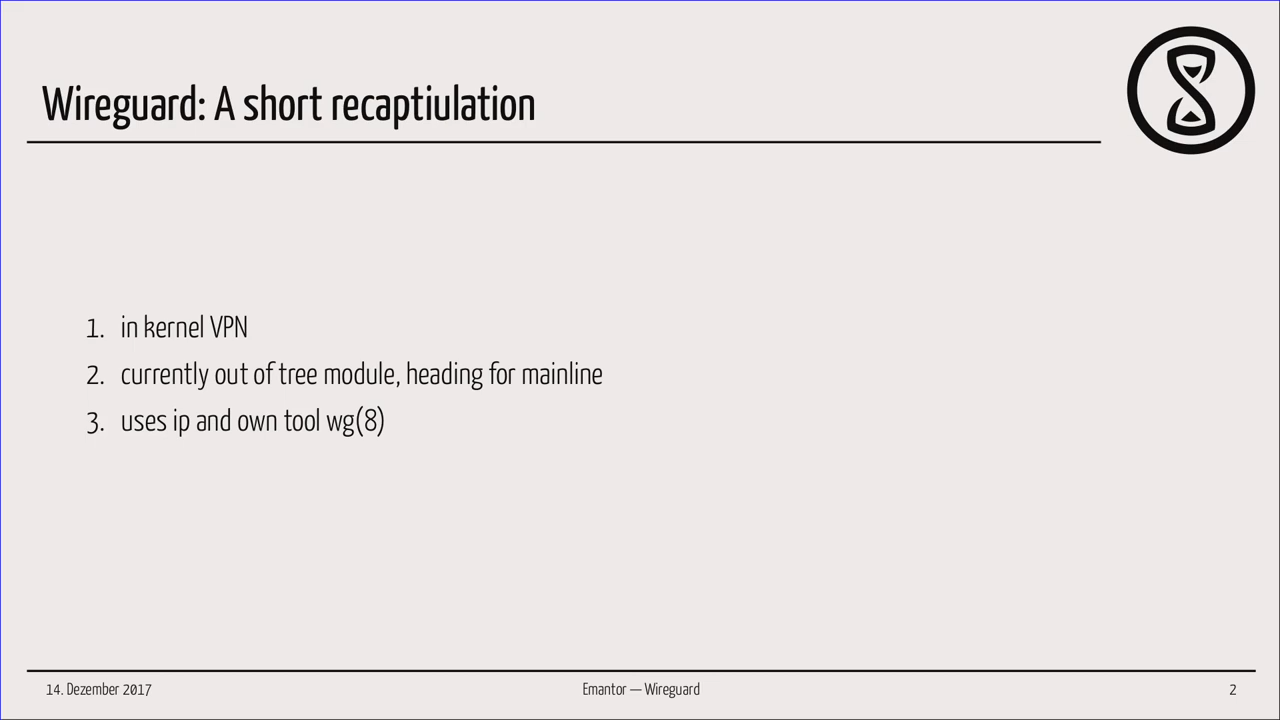 Wireguard: A short recaptiulation
1. in kernel VPN
2. currently out of tree module, heading for mainline
3. uses ip and own tool wg(8)
14. Dezember 2017
Emantor — Wireguard
2